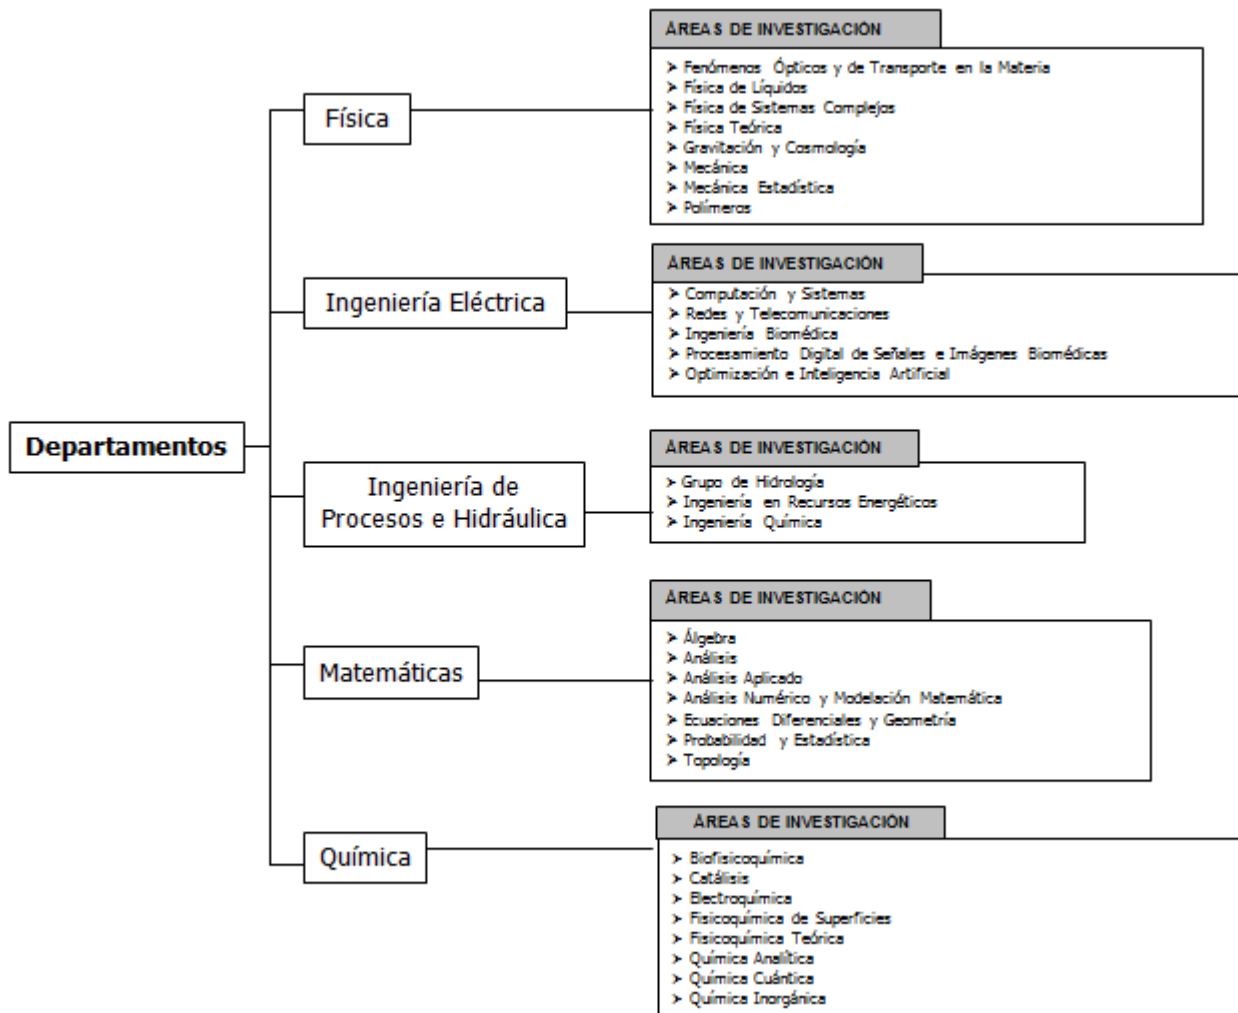 Departamentos
Física
ÁREAS DE INVESTIGACIÓN
➤ Fenómenos Ópticos y de Transporte en la Materia
➤ Física de Líquidos
➤ Física de Sistemas Complejos
➤ Física Teórica
➤ Gravitación y Cosmología
➤ Mecánica
➤ Mecánica Estadística
➤ Polímeros
Ingeniería Eléctrica
ÁREAS DE INVESTIGACIÓN
➤ Computación y Sistemas
➤ Redes y Telecomunicaciones
➤ Ingeniería Biomédica
➤ Procesamiento Digital de Señales e Imágenes Biomédicas
➤ Optimización e Inteligencia Artificial
Ingeniería de
Procesos e Hidráulica
ÁREAS DE INVESTIGACIÓN
➤ Grupo de Hidrología
➤ Ingeniería en Recursos Energéticos
➤ Ingeniería Química
Matemáticas
ÁREAS DE INVESTIGACIÓN
➤ Álgebra
➤ Análisis
➤ Análisis Aplicado
➤ Análisis Numérico y Modelación Matemática
➤ Ecuaciones Diferenciales y Geometría
➤ Probabilidad y Estadística
➤ Topología
Química
ÁREAS DE INVESTIGACIÓN
➤ Biofisicoquímica
➤ Catálisis
➤ Electroquímica
➤ Fisicoquímica de Superficies
➤ Fisicoquímica Teórica
➤ Química Analítica
➤ Química Cuántica
➤ Química Inorgánica